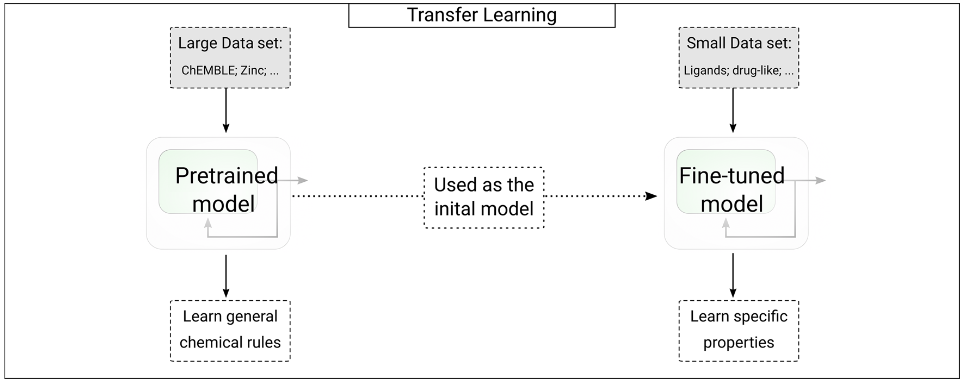 Transfer Learning
Large Data set:
ChEMBLE; Zinc; ...
Small Data set:
Ligands; drug-like; ...
Pretrained
model
Used as the
inital model
Fine-tuned
model
Learn general
chemical rules
Learn specific
properties